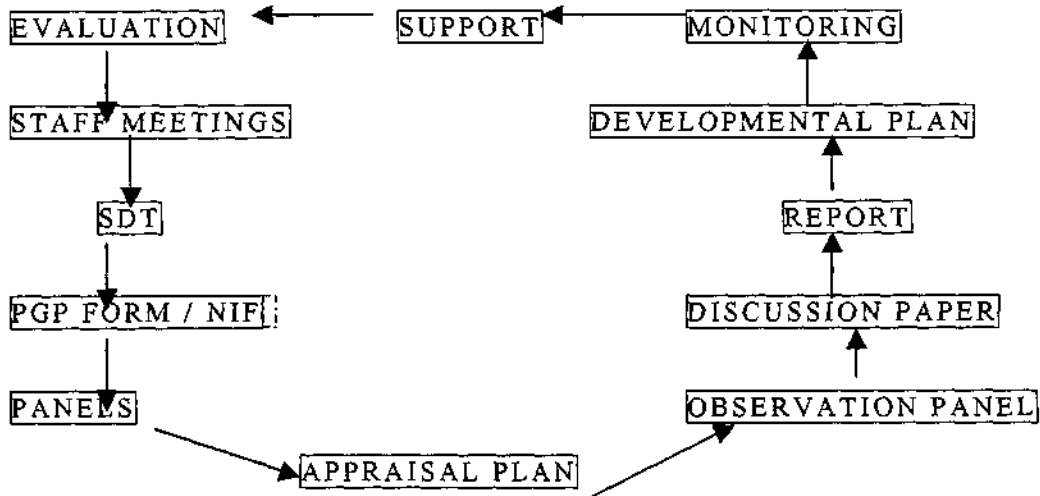 EVALUATION SUPPORT MONITORING
STAFF MEETINGS DEVELOPMENTAL PLAN
SDT REPORT
PGP FORM / NIF DISCUSSION PAPER
PANELS OBSERVATION PANEL
APPRAISAL PLAN